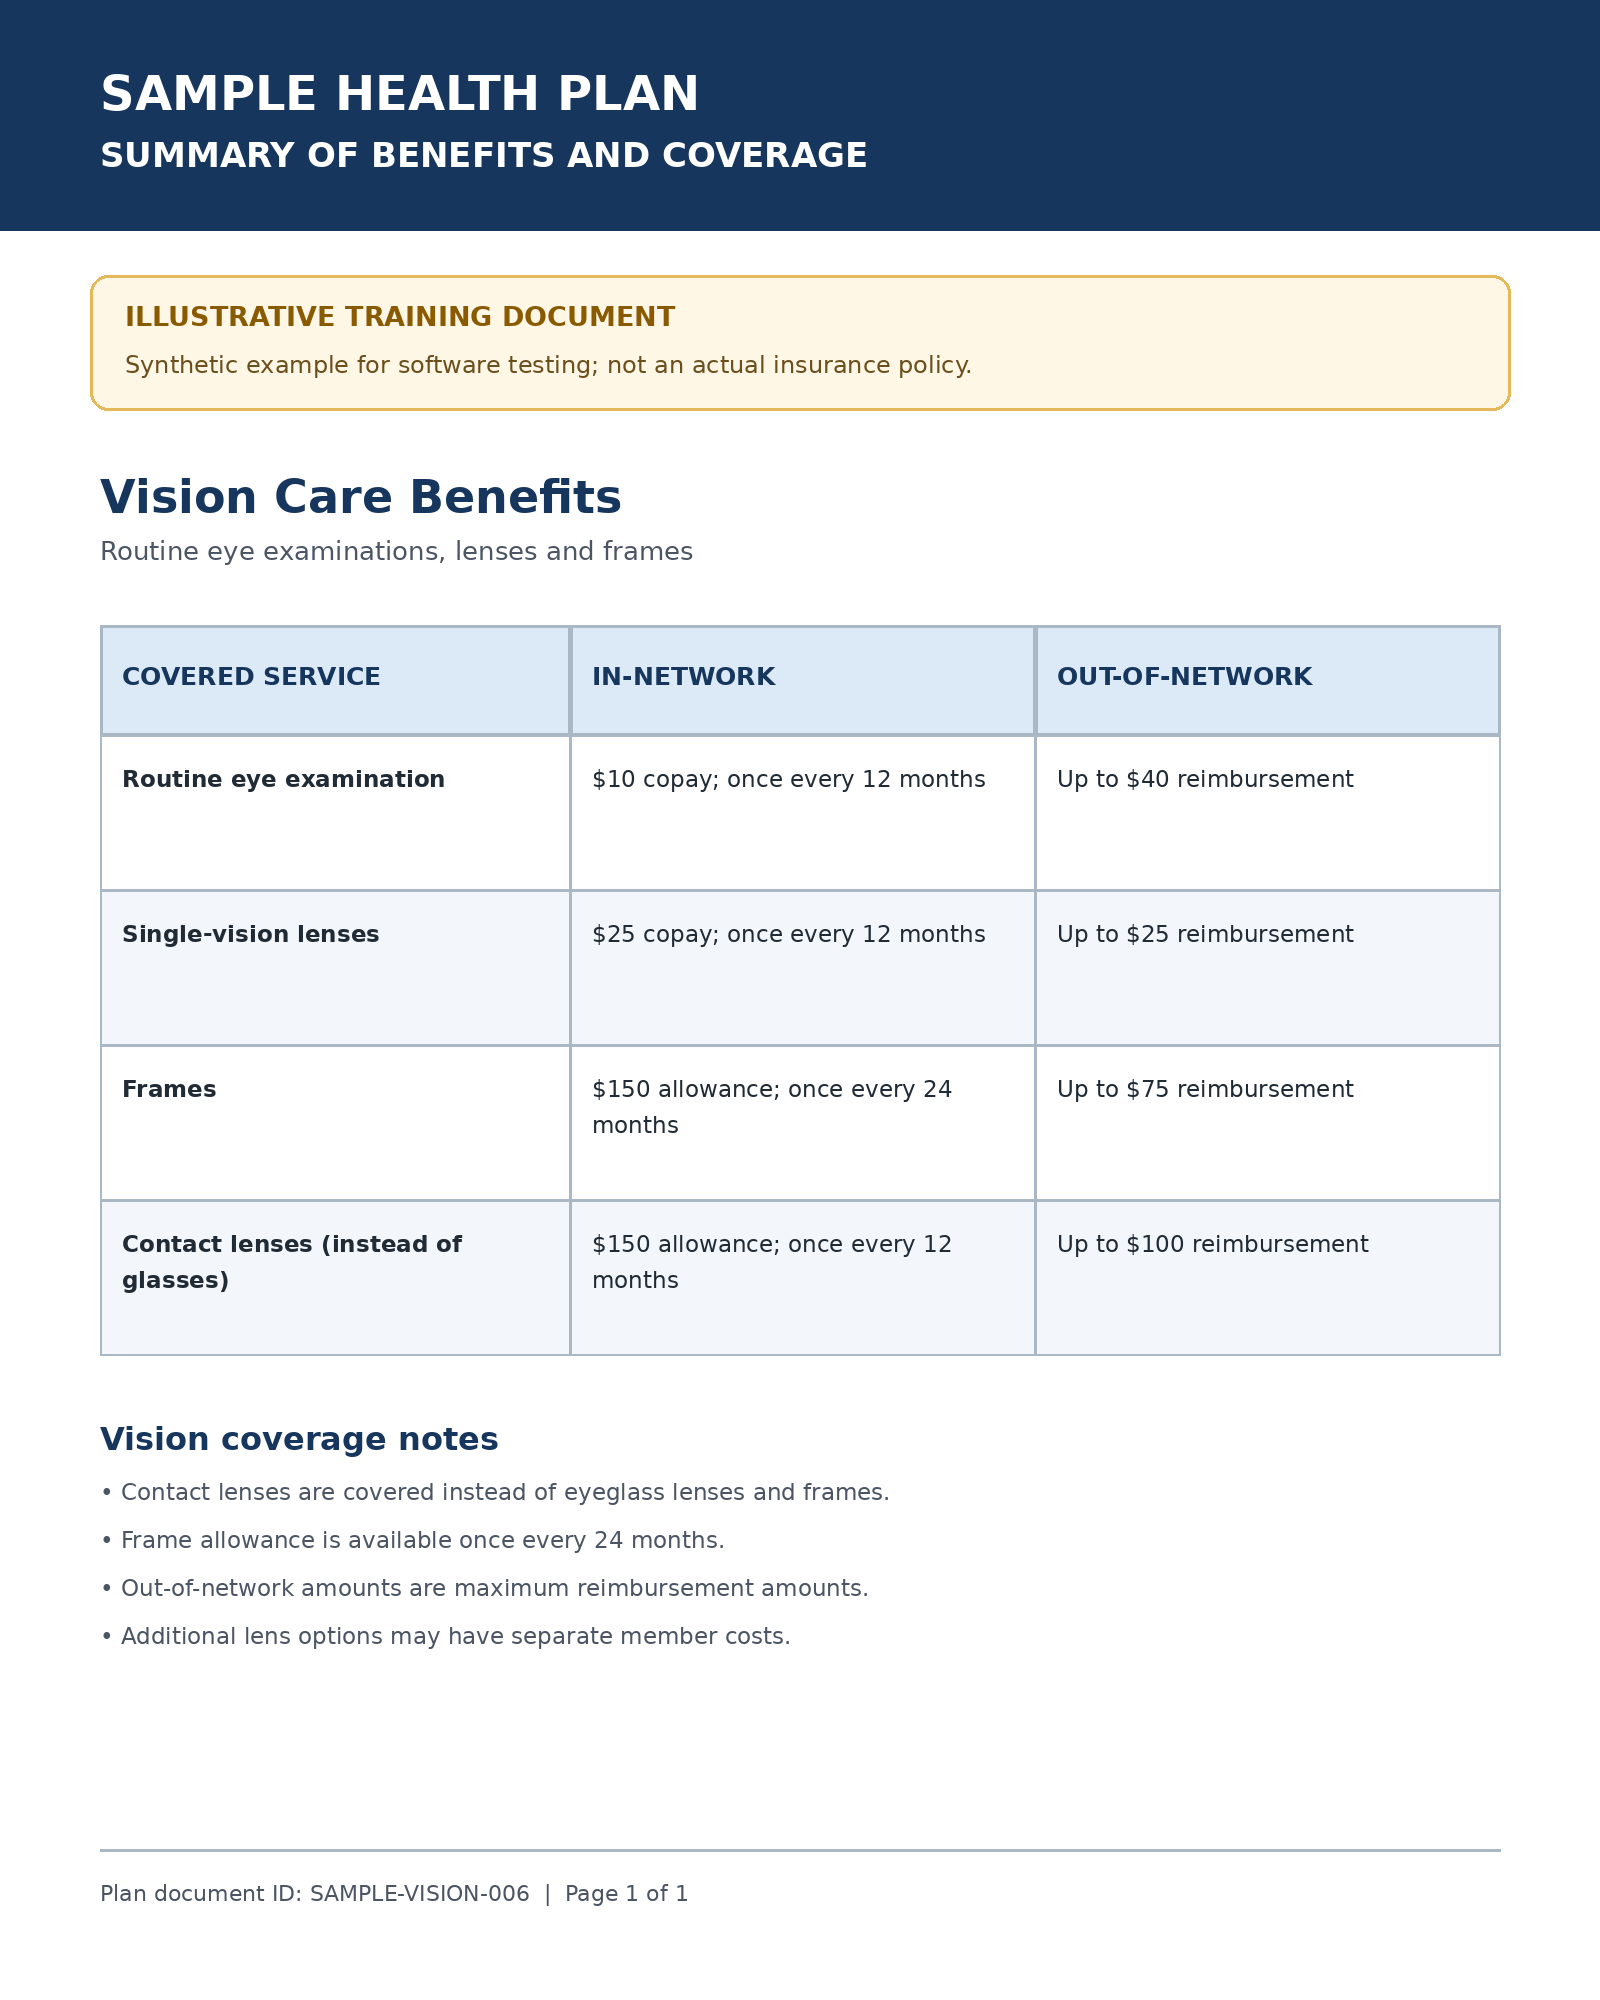 SAMPLE HEALTH PLAN
SUMMARY OF BENEFITS AND COVERAGE
ILLUSTRATIVE TRAINING DOCUMENT
Synthetic example for software testing; not an actual insurance policy.
Vision Care Benefits
Routine eye examinations, lenses and frames
COVERED SERVICE IN-NETWORK OUT-OF-NETWORK
Routine eye examination $10 copay; once every 12 months Up to $40 reimbursement
Single-vision lenses $25 copay; once every 12 months Up to $25 reimbursement
Frames $150 allowance; once every 24 Up to $75 reimbursement
months
Contact lenses (instead of $150 allowance; once every 12 Up to $100 reimbursement
glasses) months
Vision coverage notes
• Contact lenses are covered instead of eyeglass lenses and frames.
• Frame allowance is available once every 24 months.
• Out-of-network amounts are maximum reimbursement amounts.
• Additional lens options may have separate member costs.
Plan document ID: SAMPLE-VISION-006 | Page 1 of 1